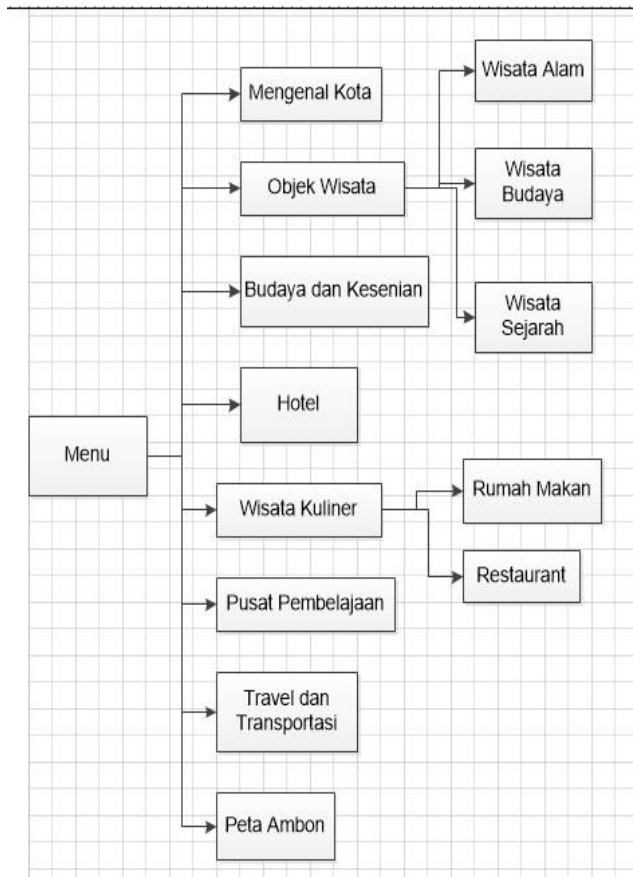 Mengenal Kota
Wisata Alam
Objek Wisata
Wisata
Budaya
Budaya dan Kesenian
Wisata
Sejarah
Hotel
Menu
Wisata Kuliner
Rumah Makan
Restaurant
Pusat Pembelajaan
Travel dan
Transportasi
Peta Ambon